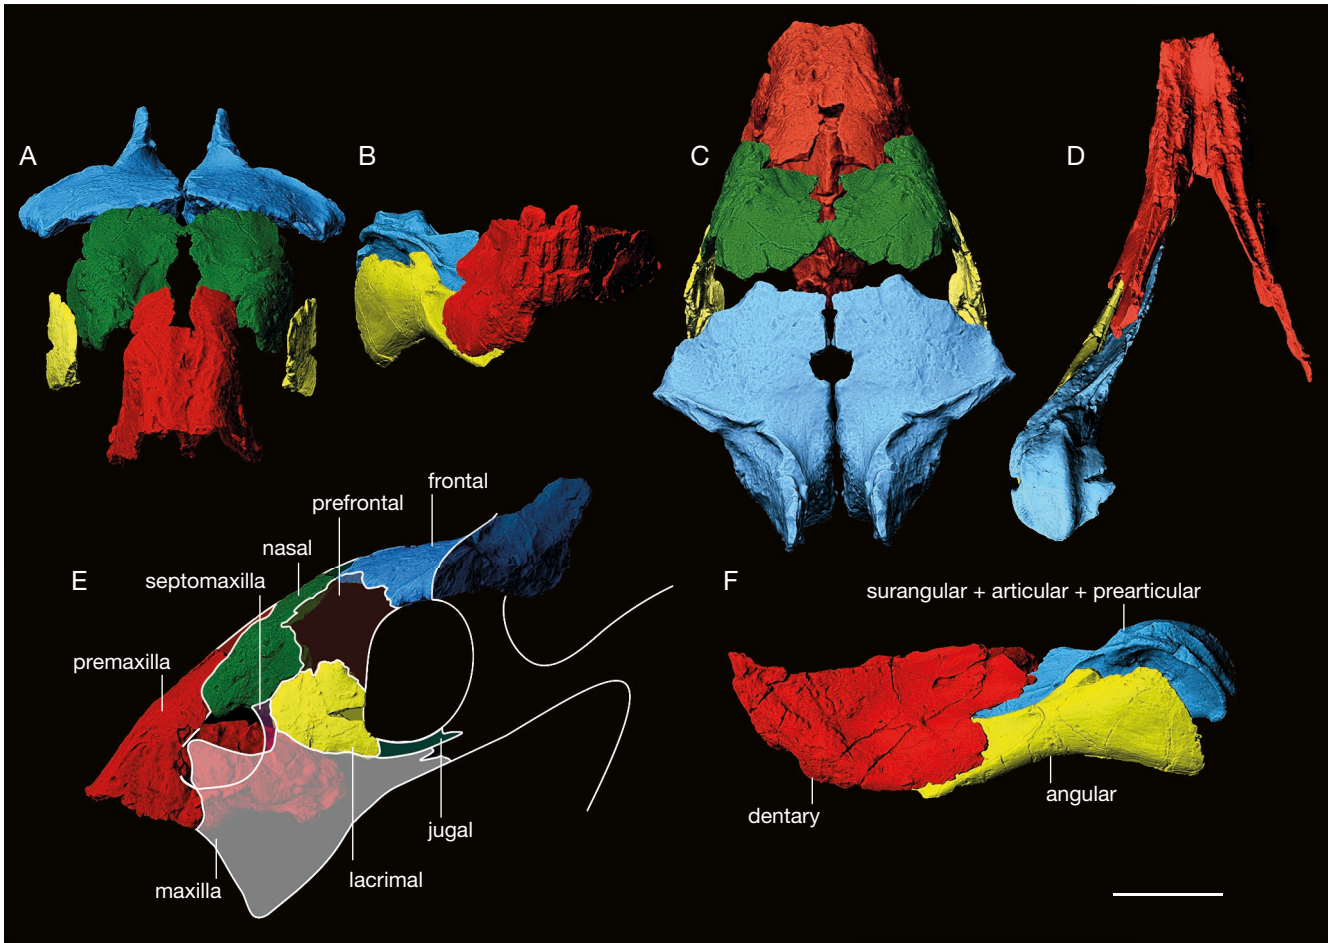 A
B
C
D
E
frontal
prefrontal
nasal
septomaxilla
premaxilla
maxilla
lacrimal
jugal
F
surangular + articular + prearticular
angular
dentary